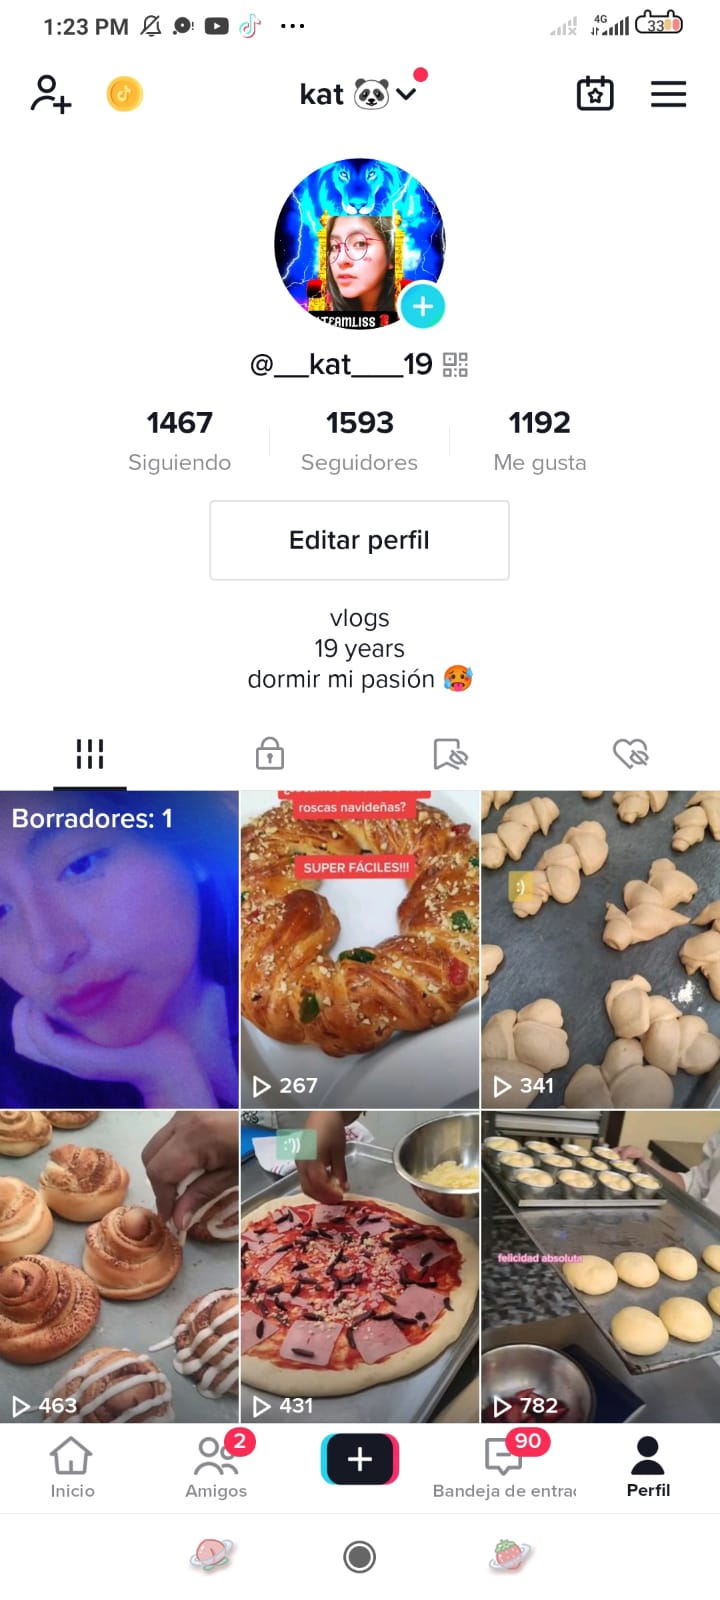 1:23 PM
4G
33
kat 🐼
TEAMLISS
@__kat___19
1467
1593
1192
Siguiendo
Seguidores
Me gusta
Editar perfil
vlogs
19 years
dormir mi pasión 🥵
Borradores: 1
roscas navideñas?
SUPER FÁCILES!!!
:)
267
341
:'))
felicidad absoluta
463
431
782
2
90
Inicio
Amigos
Bandeja de entrac
Perfil